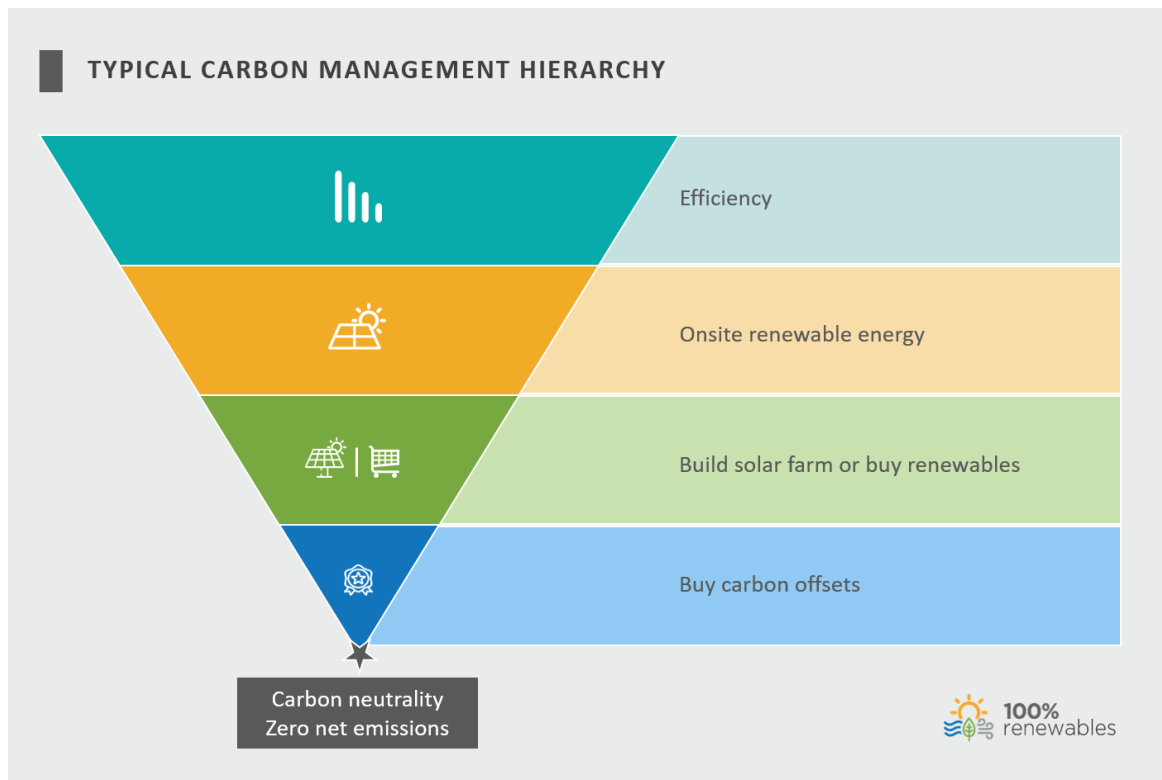 TYPICAL CARBON MANAGEMENT HIERARCHY
Efficiency
Onsite renewable energy
Build solar farm or buy renewables
Buy carbon offsets
Carbon neutrality
Zero net emissions
100%
renewables